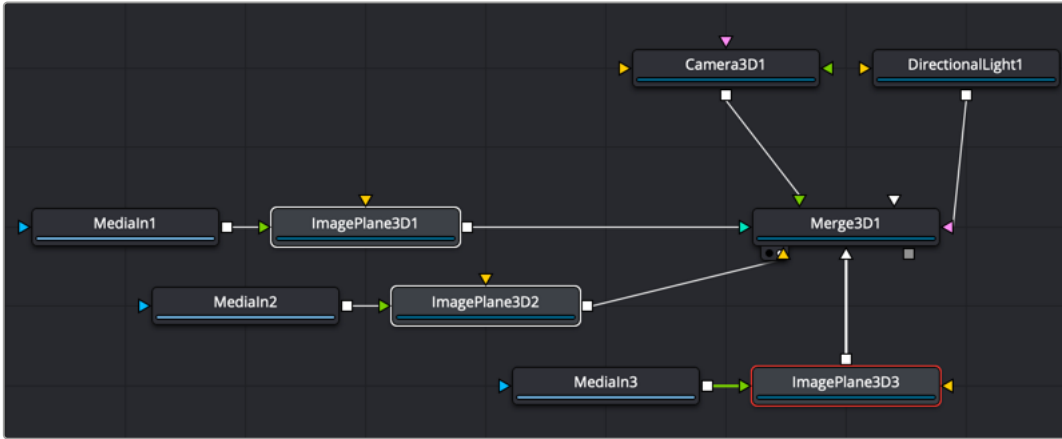 Camera3D1
DirectionalLight1
MediaIn1
ImagePlane3D1
Merge3D1
MediaIn2
ImagePlane3D2
MediaIn3
ImagePlane3D3